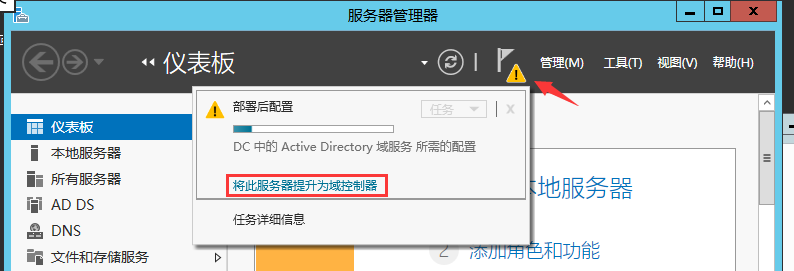 服务器管理器
仪表板
管理(M) 工具(T) 视图(V) 帮助(H)
部署后配置
任务
X
DC 中的 Active Directory 域服务 所需的配置
将此服务器提升为域控制器
任务详细信息
仪表板
本地服务器
所有服务器
AD DS
DNS
文件和存储服务
本地服务器
2 添加角色和功能